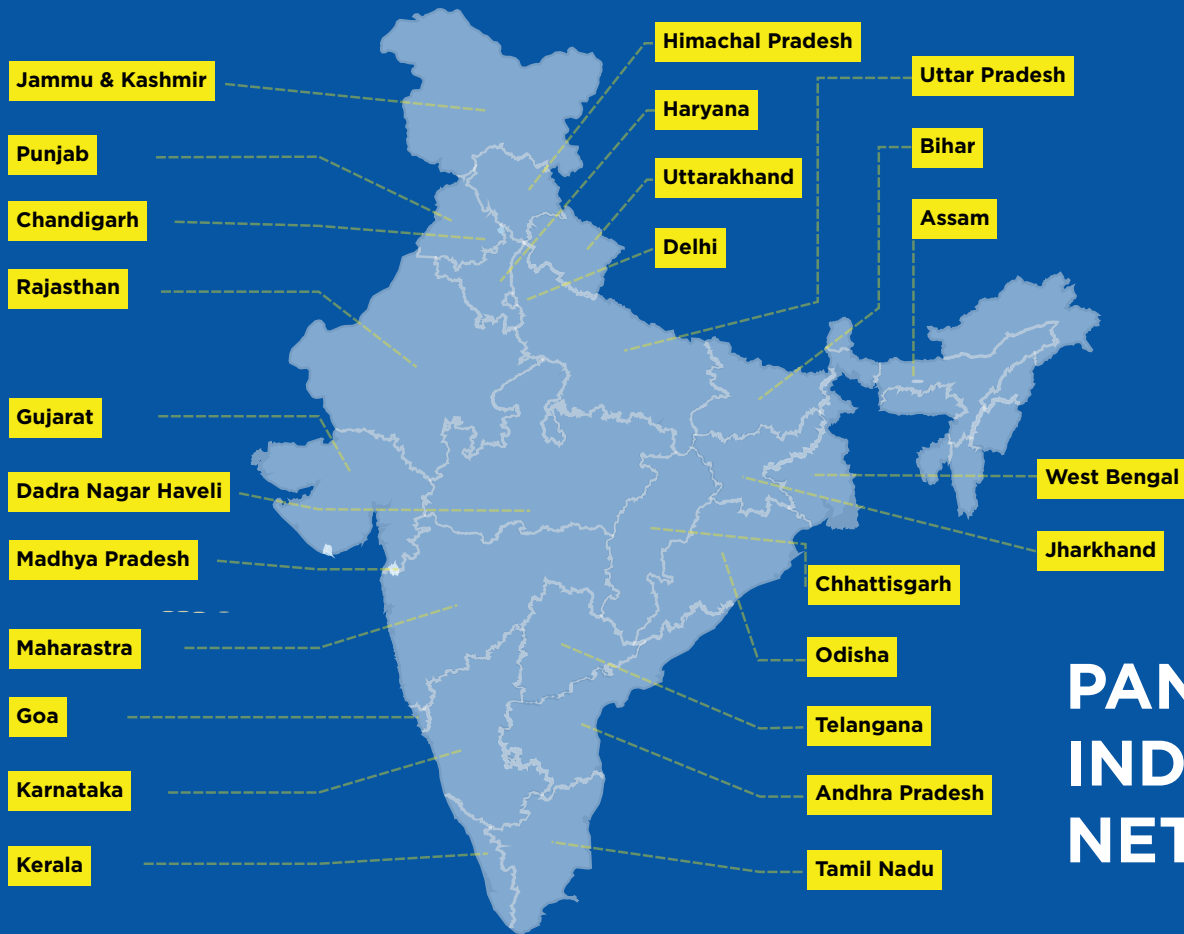 Jammu & Kashmir
Punjab
Chandigarh
Rajasthan
Gujarat
Dadra Nagar Haveli
Madhya Pradesh
Maharastra
Goa
Karnataka
Kerala
Himachal Pradesh
Haryana
Uttarakhand
Delhi
Uttar Pradesh
Bihar
Assam
West Bengal
Jharkhand
Chhattisgarh
Odisha
Telangana
Andhra Pradesh
Tamil Nadu
PAN
IND
NET